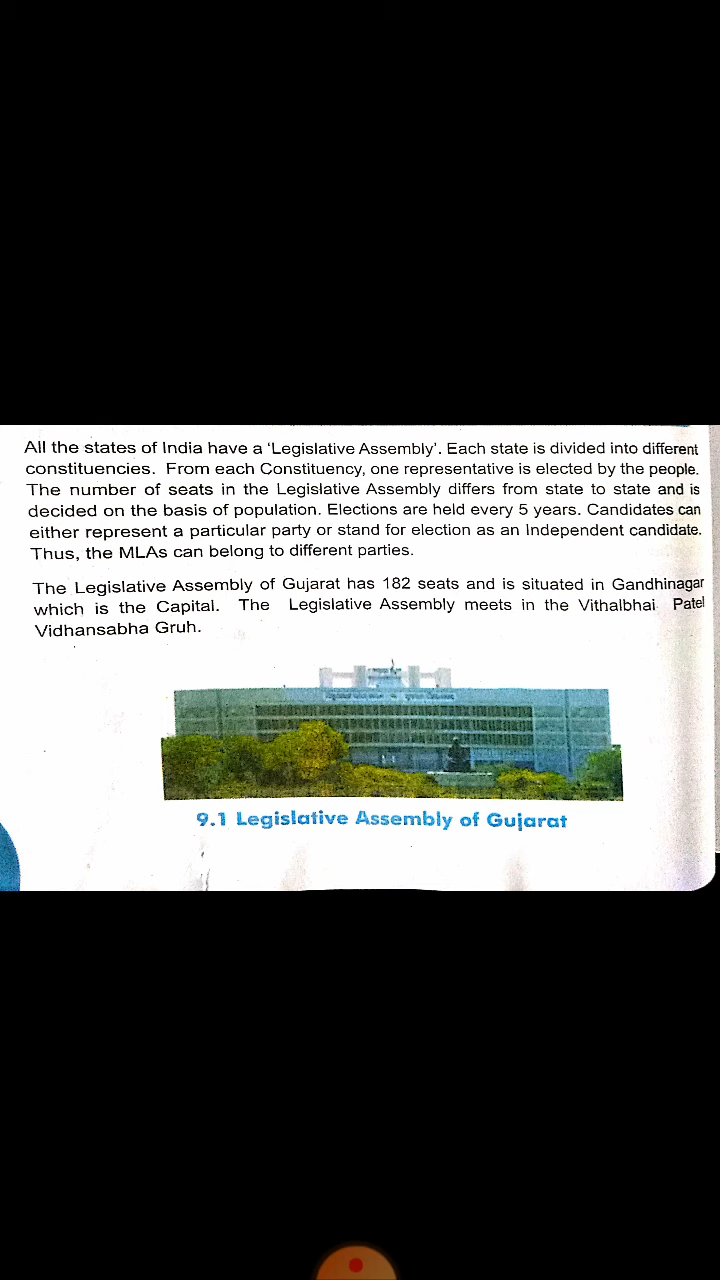 All the states of India have a 'Legislative Assembly'. Each state is divided into different
constituencies. From each Constituency, one representative is elected by the people.
The number of seats in the Legislative Assembly differs from state to state and is
decided on the basis of population. Elections are held every 5 years. Candidates can
either represent a particular party or stand for election as an Independent candidate.
Thus, the MLAs can belong to different parties.
The Legislative Assembly of Gujarat has 182 seats and is situated in Gandhinagar
which is the Capital. The Legislative Assembly meets in the Vithalbhai Patel
Vidhansabha Gruh.
9.1 Legislative Assembly of Gujarat